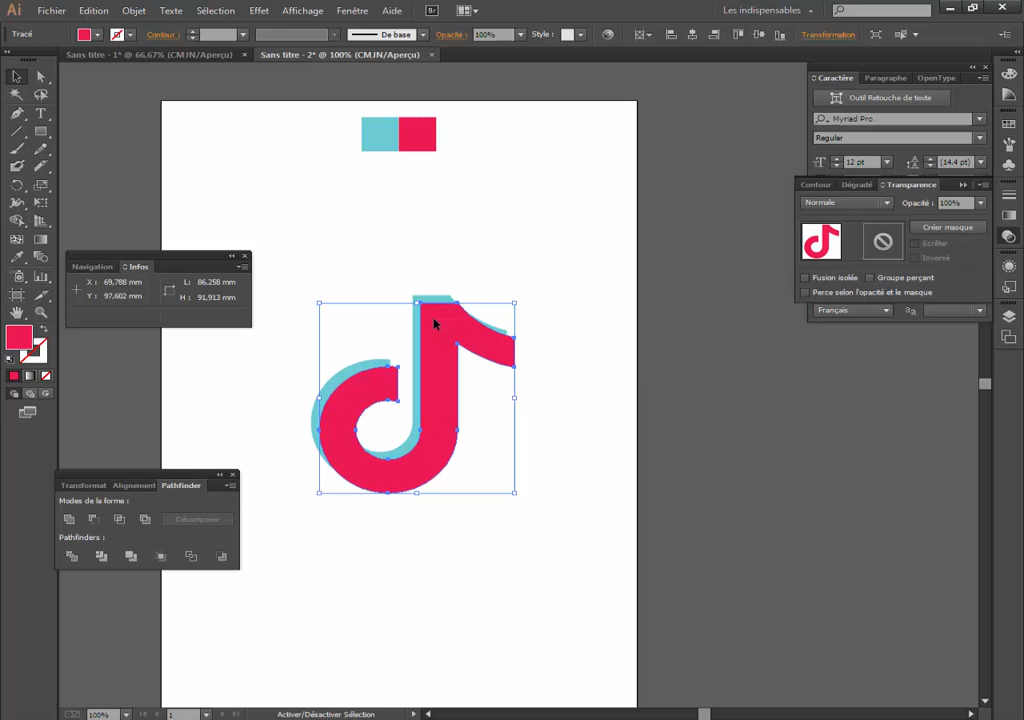 Ai Fichier Edition Objet Texte Sélection Effet Affichage Fenêtre Aide Br Les indispensables
Tracé Contour : De base Opacité : 100% Style : Transformation
Sans titre - 1* @ 66,67% (CMJN/Aperçu) × Sans titre - 2* @ 100% (CMJN/Aperçu) ×
Caractère Paragraphe OpenType
Outil Retouche de texte
Myriad Pro
Regular
12 pt (14.4 pt)
Contour Dégradé Transparence
Normale Opacité : 100%
Créer masque
Ecrêter
Inversé
Fusion isolée Groupe perçant
Perce selon l'opacité et le masque
Français
Navigation Infos
X : 69,788 mm L : 86,258 mm
Y : 97,602 mm H : 91,913 mm
Transformat Alignement Pathfinder
Modes de la forme :
Décomposer
Pathfinders :
100% 1 Activer/Désactiver Sélection